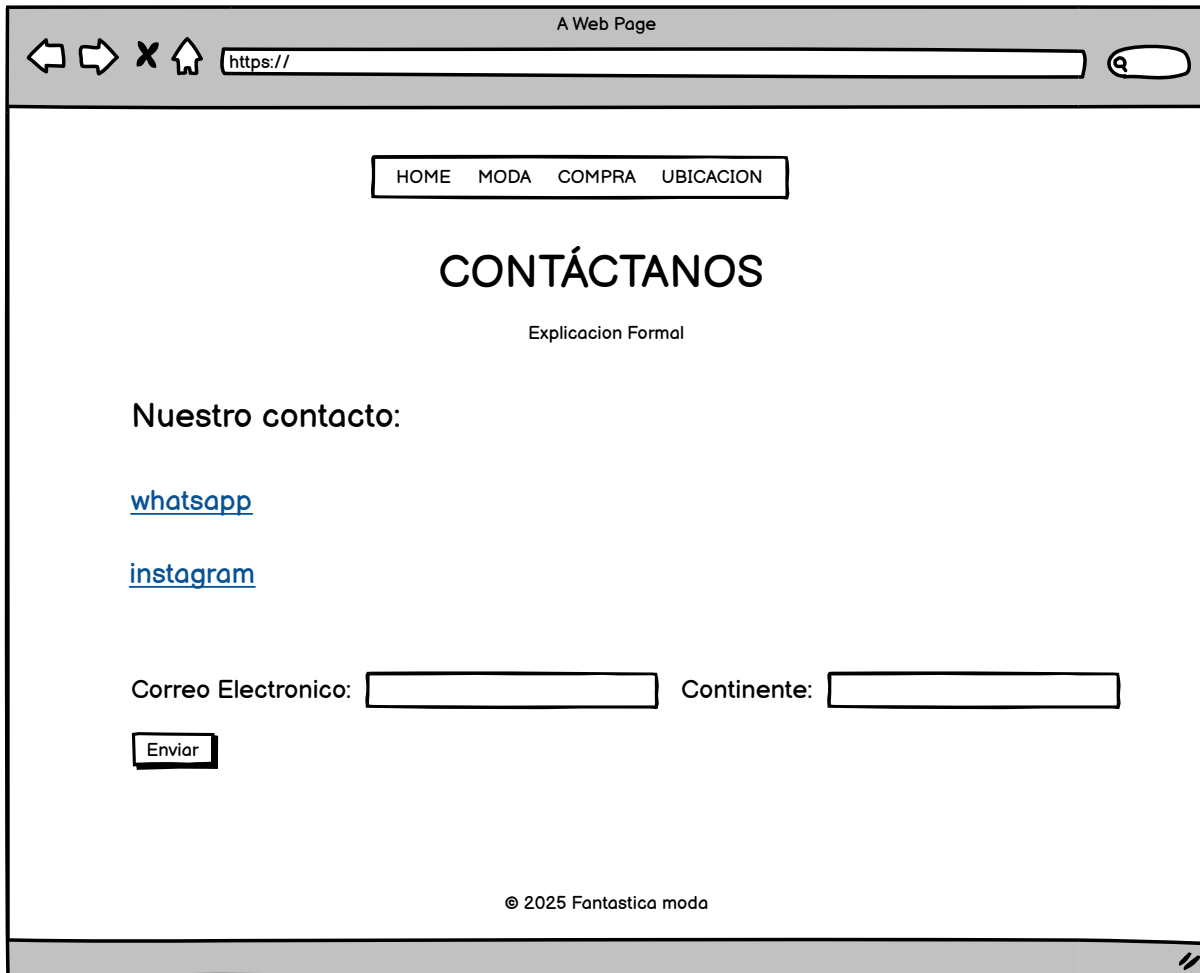 A Web Page
https://
HOME MODA COMPRA UBICACION
CONTÁCTANOS
Explicacion Formal
Nuestro contacto:
whatsapp
instagram
Correo Electronico: Continente:
Enviar
© 2025 Fantastica moda